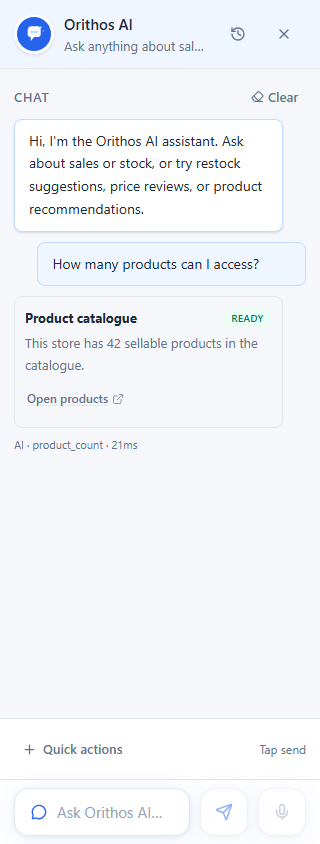 Orithos AI
Ask anything about sal...
CHAT
Clear
Hi, I'm the Orithos AI assistant. Ask
about sales or stock, or try restock
suggestions, price reviews, or product
recommendations.
How many products can I access?
Product catalogue
READY
This store has 42 sellable products in the
catalogue.
Open products
AI · product_count · 21ms
Quick actions
Tap send
Ask Orithos AI...